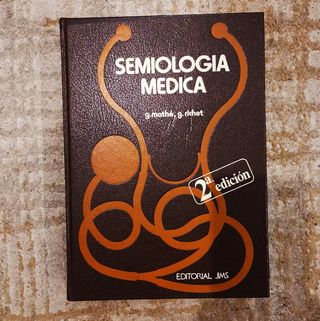 SEMIOLOGIA
MEDICA
g.mathé, g.richet
2ª edición
EDITORIAL JIMS